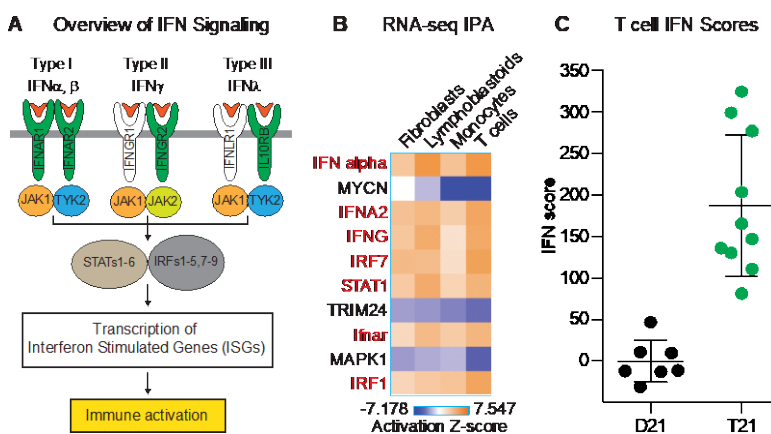 A Overview of IFN Signaling
Type I Type II Type III
IFNα, β IFNγ IFNλ
IFNAR1 IFNAR2 IFNGR1 IFNGR2 IFNLR1 IL10RB
JAK1 TYK2 JAK1 JAK2 JAK1 TYK2
STATs1-6 IRFs1-5,7-9
Transcription of
Interferon Stimulated Genes (ISGs)
Immune activation
B RNA-seq IPA
Fibroblasts
Lymphoblastoids
Monocytes
T cells
IFN alpha
MYCN
IFNA2
IFNG
IRF7
STAT1
TRIM24
Ifnar
MAPK1
IRF1
-7.178 7.547
Activation Z-score
C T cell IFN Scores
IFN score
350
300
250
200
150
100
50
0
D21 T21